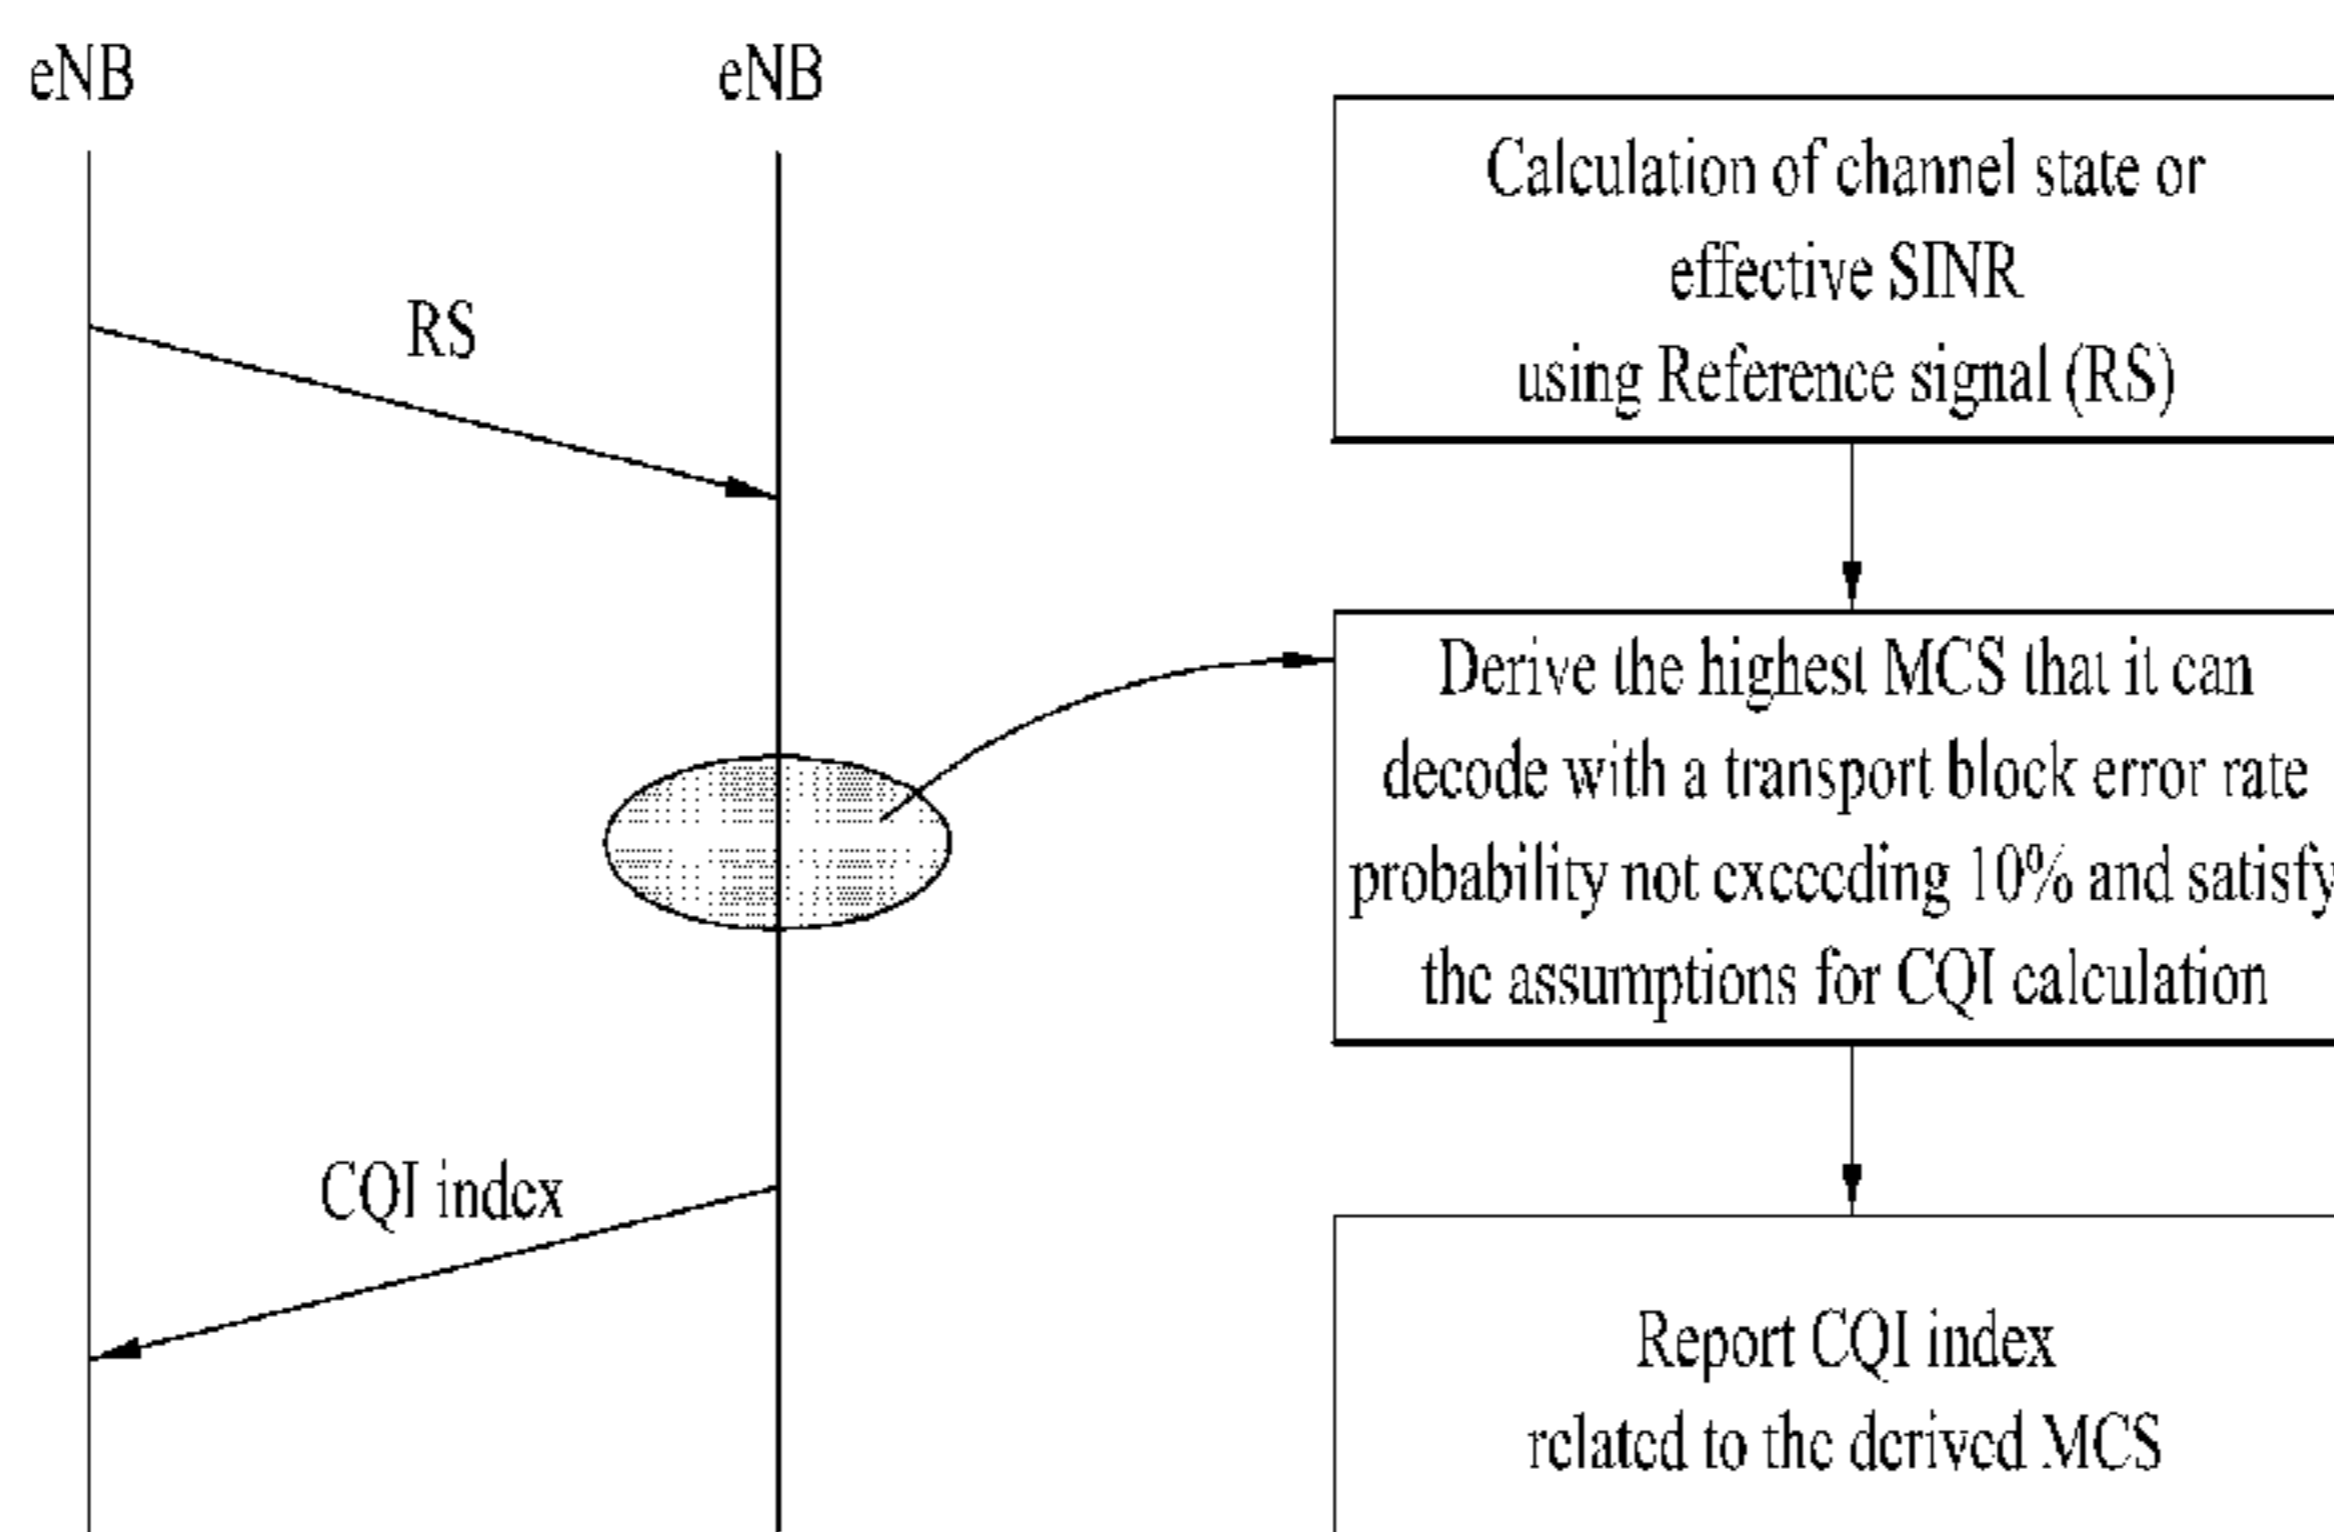 eNB
eNB
RS
CQI index
Calculation of channel state or
effective SINR
using Reference signal (RS)
Derive the highest MCS that it can
decode with a transport block error rate
probability not exceeding 10% and satisfy
the assumptions for CQI calculation
Report CQI index
related to the derived MCS